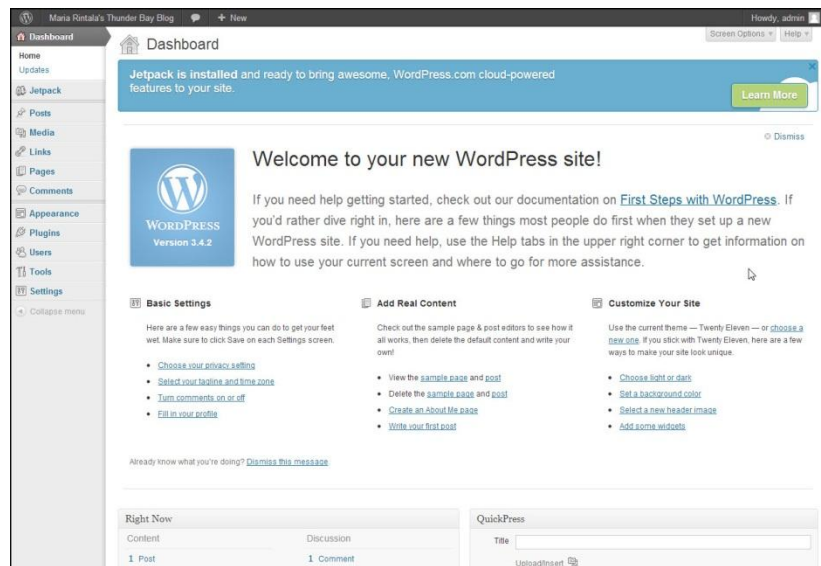 Maria Rintala's Thunder Bay Blog
+ New
Howdy, admin
Dashboard
Home
Updates
Jetpack
Posts
Media
Links
Pages
Comments
Appearance
Plugins
Users
Tools
Settings
Collapse menu
Dashboard
Screen Options
Help
Jetpack is installed and ready to bring awesome, WordPress.com cloud-powered
features to your site.
Learn More
Dismiss
WORDPRESS
Version 3.4.2
Welcome to your new WordPress site!
If you need help getting started, check out our documentation on First Steps with WordPress. If
you'd rather dive right in, here are a few things most people do first when they set up a new
WordPress site. If you need help, use the Help tabs in the upper right corner to get information on
how to use your current screen and where to go for more assistance.
Basic Settings
Here are a few easy things you can do to get your feet
wet. Make sure to click Save on each Settings screen.
• Choose your privacy setting
• Select your tagline and time zone
• Turn comments on or off
• Fill in your profile
Add Real Content
Check out the sample page & post editors to see how it
all works, then delete the default content and write your
own!
• View the sample page and post
• Delete the sample page and post
• Create an About Me page
• Write your first post
Customize Your Site
Use the current theme — Twenty Eleven — or choose a
new one. If you stick with Twenty Eleven, here are a few
ways to make your site look unique.
• Choose light or dark
• Set a background color
• Select a new header image
• Add some widgets
Already know what you're doing? Dismiss this message.
Right Now
Content
Discussion
1 Post
1 Comment
QuickPress
Title
Upload/Insert